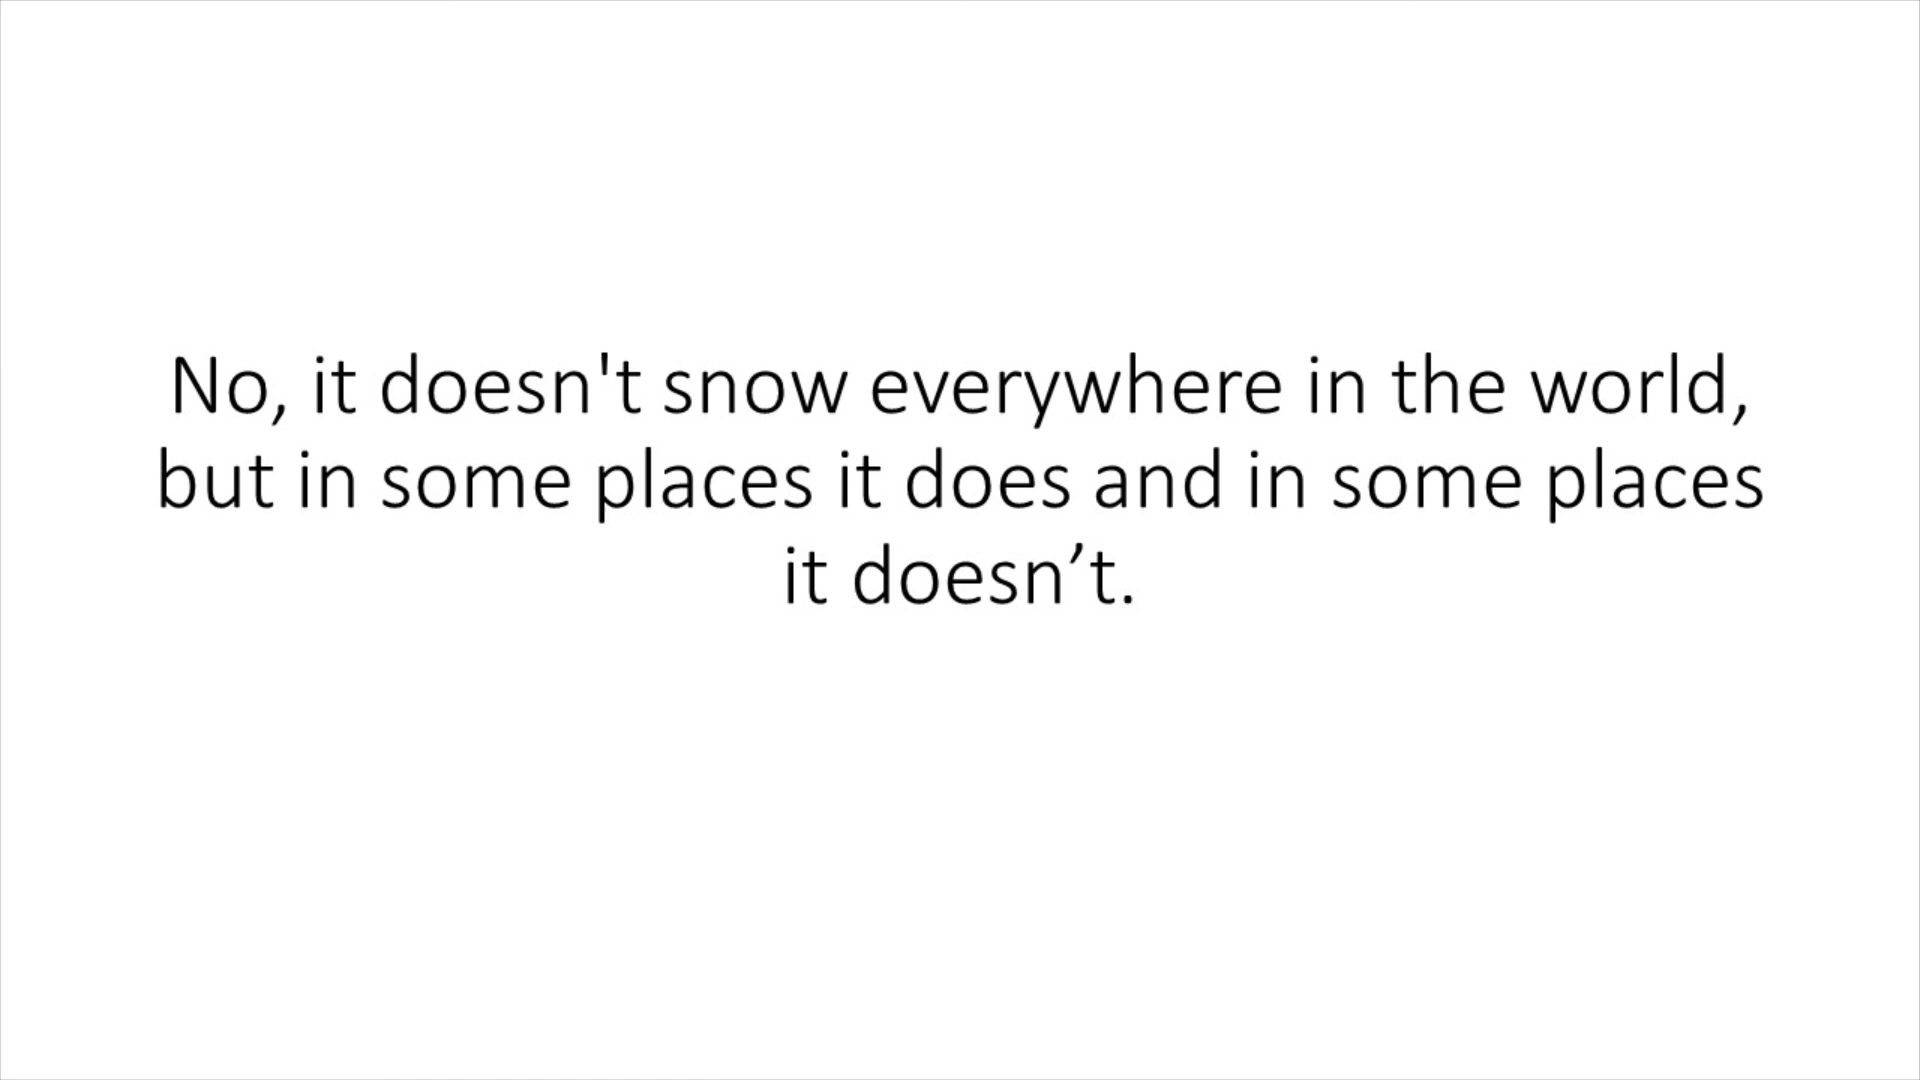 No, it doesn't snow everywhere in the world,
but in some places it does and in some places
it doesn’t.